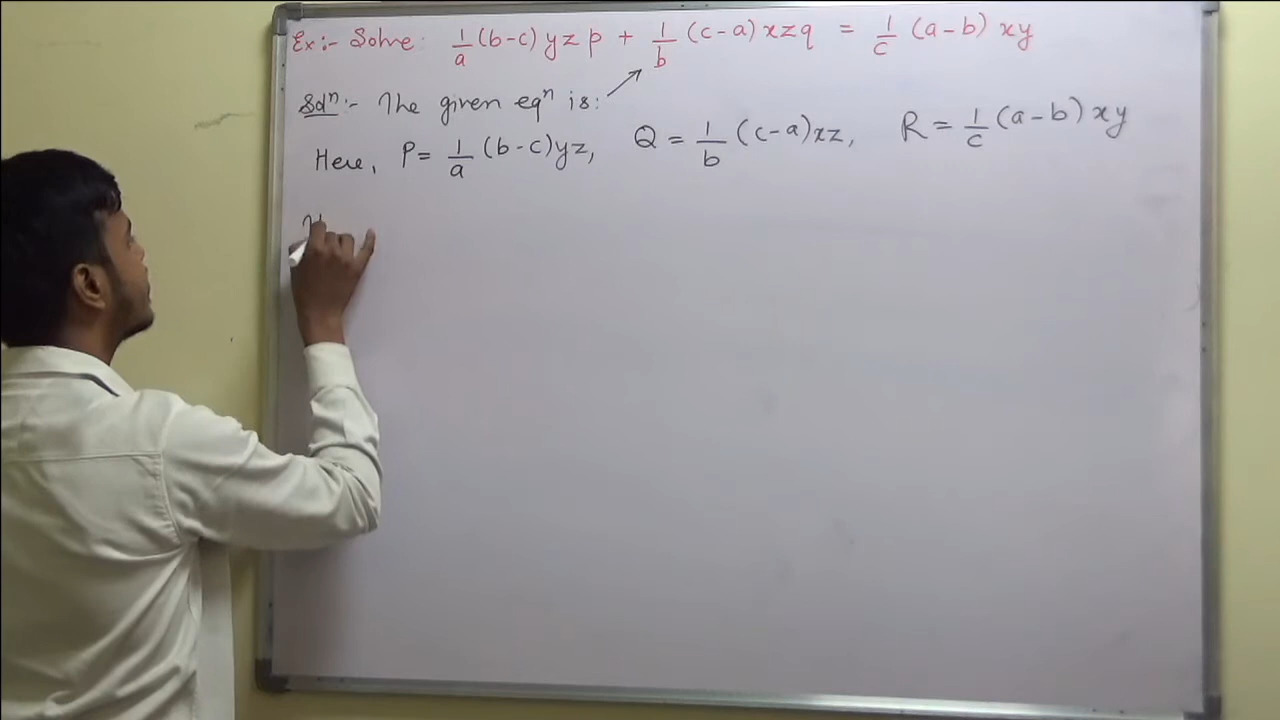 Ex:- Solve: 1/a (b-c) yz p + 1/b (c-a) xzq = 1/c (a-b) xy
Solⁿ:- The given eqⁿ is: ↗
Here, P = 1/a (b-c)yz, Q = 1/b (c-a)xz, R = 1/c (a-b) xy